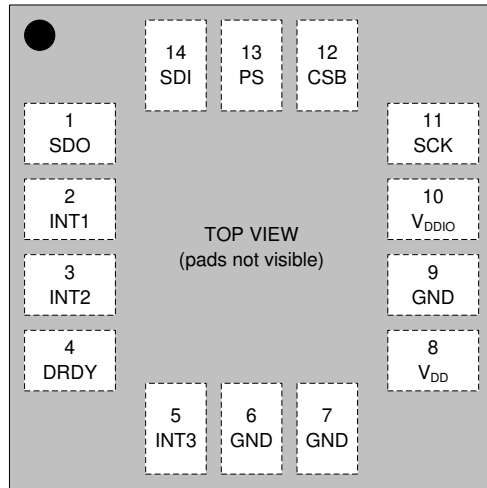 14
SDI
13
PS
12
CSB
1
SDO
11
SCK
2
INT1
10
VDDIO
TOP VIEW
(pads not visible)
3
INT2
9
GND
4
DRDY
8
VDD
5
INT3
6
GND
7
GND